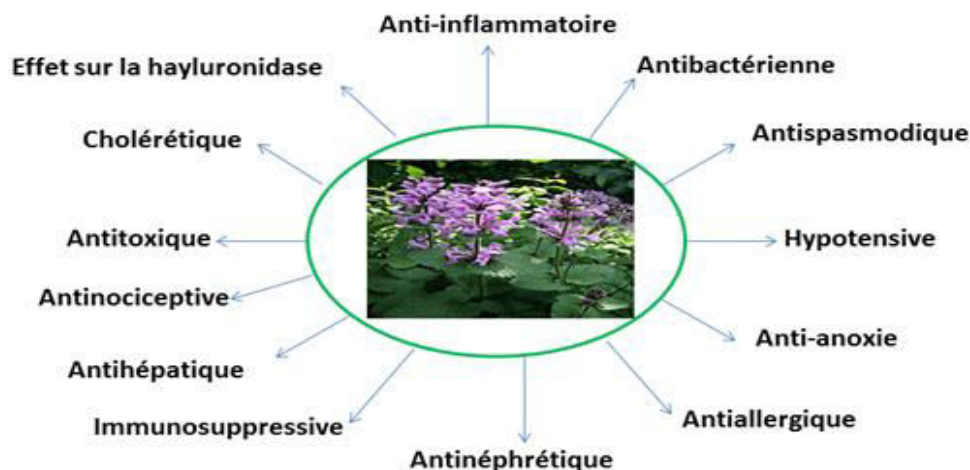 Anti-inflammatoire
Effet sur la hayluronidase
Antibactérienne
Cholérétique
Antispasmodique
Antitoxique
Hypotensive
Antinociceptive
Anti-anoxie
Antihépatique
Antiallergique
Immunosuppressive
Antinéphrétique